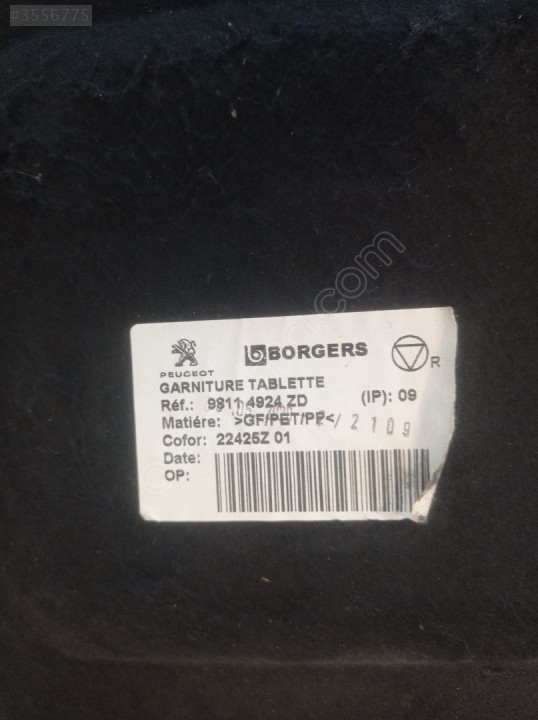 #3556775
.com
PEUGEOT
BORGERS
R
GARNITURE TABLETTE
Réf.: 9811 4924 ZD (IP): 09
Matiére: >GF/PET/PP< / 2109
Cofor: 22425Z 01
Date:
OP: